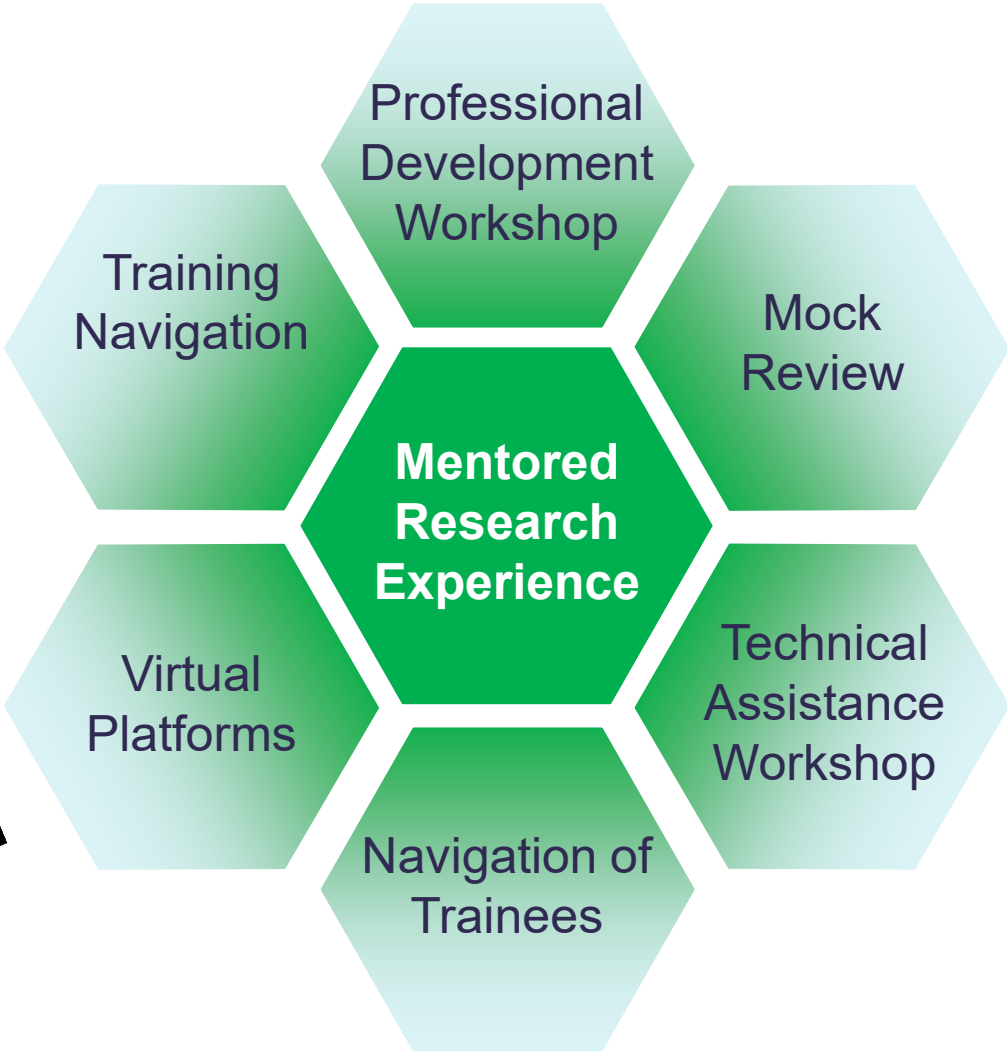 Professional
Development
Workshop
Training
Navigation
Mock
Review
Mentored
Research
Experience
Virtual
Platforms
Technical
Assistance
Workshop
Navigation of
Trainees